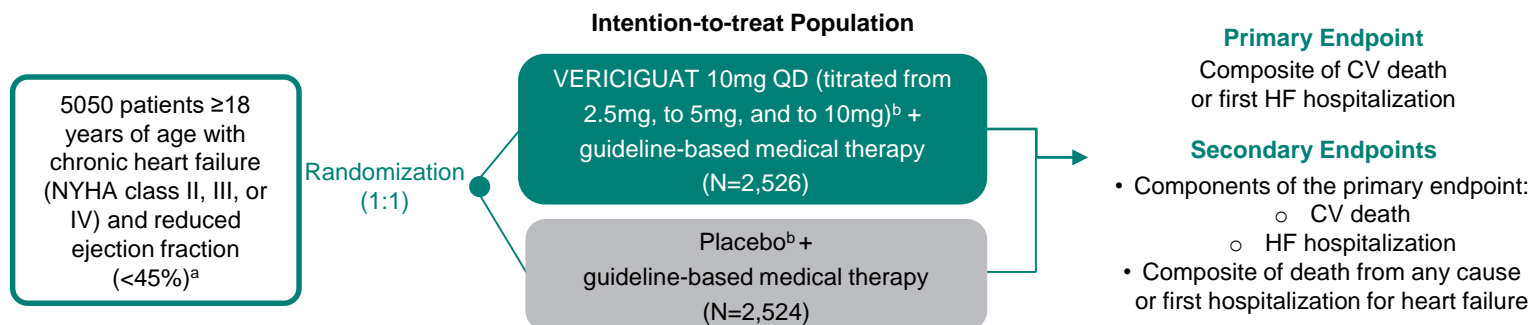 Intention-to-treat Population
5050 patients ≥18
years of age with
chronic heart failure
(NYHA class II, III, or
IV) and reduced
ejection fraction
(<45%)ᵃ
Randomization
(1:1)
VERICIGUAT 10mg QD (titrated from
2.5mg, to 5mg, and to 10mg)ᵇ +
guideline-based medical therapy
(N=2,526)
Placeboᵇ +
guideline-based medical therapy
(N=2,524)
Primary Endpoint
Composite of CV death
or first HF hospitalization
Secondary Endpoints
• Components of the primary endpoint:
o CV death
o HF hospitalization
• Composite of death from any cause
or first hospitalization for heart failure